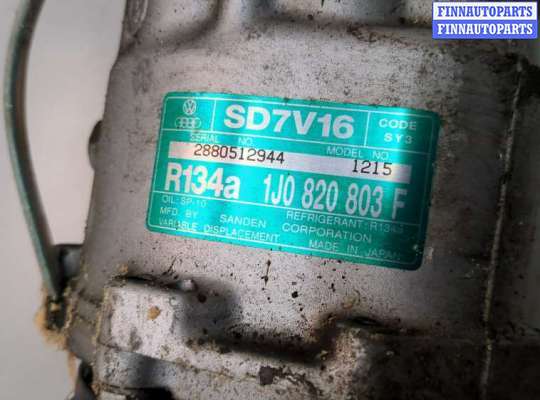 FINNAUTOPARTS
FINNAUTOPARTS
SD7V16
CODE
SY3
SERIAL NO.
MODEL NO.
2880512944
1215
R134a 1J0 820 803 F
OIL:SP-10
REFRIGERANT:R134a
MFD.BY SANDEN CORPORATION
VARIABLE DISPLACEMENT
MADE IN JAPAN